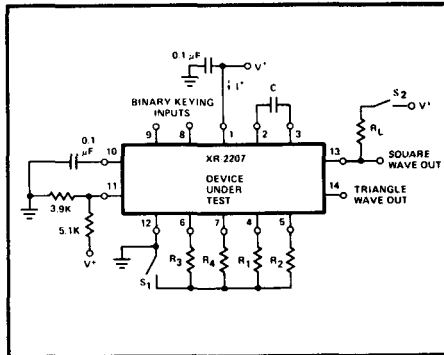 0.1 µF
V+
I+
C
S2
V+
BINARY KEYING
INPUTS
RL
9 8 1 2 3
0.1
µF
10
XR-2207
13
SQUARE
WAVE OUT
DEVICE
UNDER
TEST
11
14
TRIANGLE
WAVE OUT
3.9K
12 6 7 4 5
5.1K
V+
S1
R3 R4 R1 R2